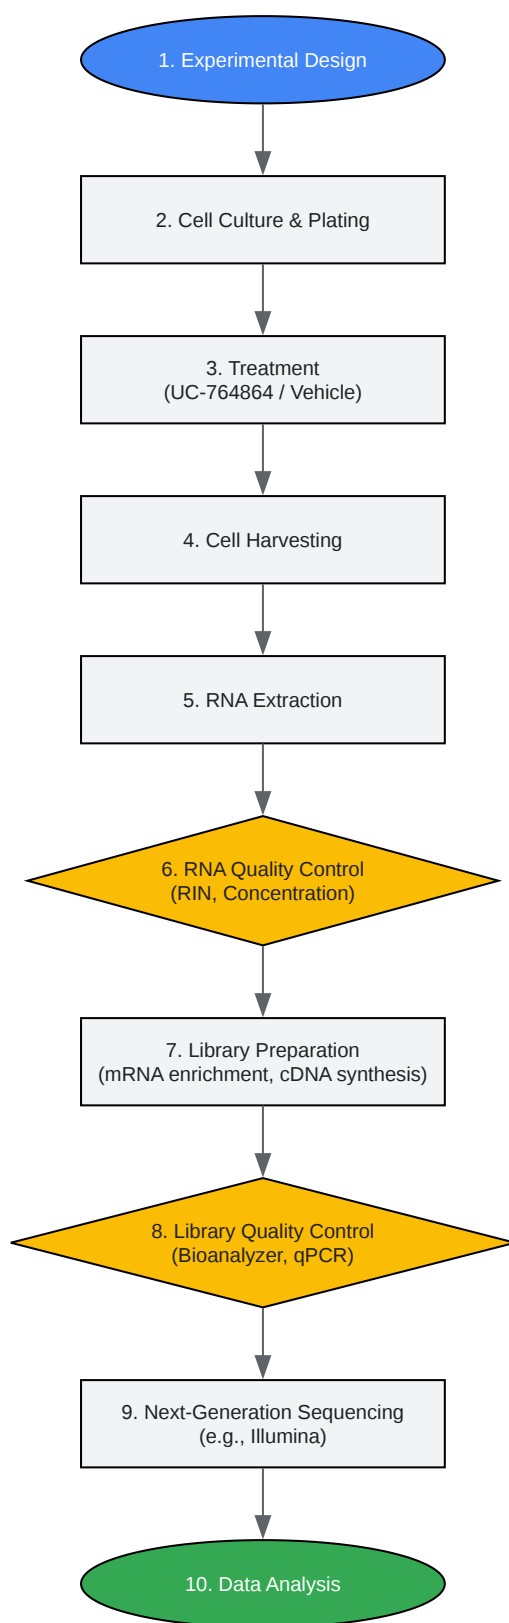 1. Experimental Design
2. Cell Culture & Plating
3. Treatment
(UC-764864 / Vehicle)
4. Cell Harvesting
5. RNA Extraction
6. RNA Quality Control
(RIN, Concentration)
7. Library Preparation
(mRNA enrichment, cDNA synthesis)
8. Library Quality Control
(Bioanalyzer, qPCR)
9. Next-Generation Sequencing
(e.g., Illumina)
10. Data Analysis